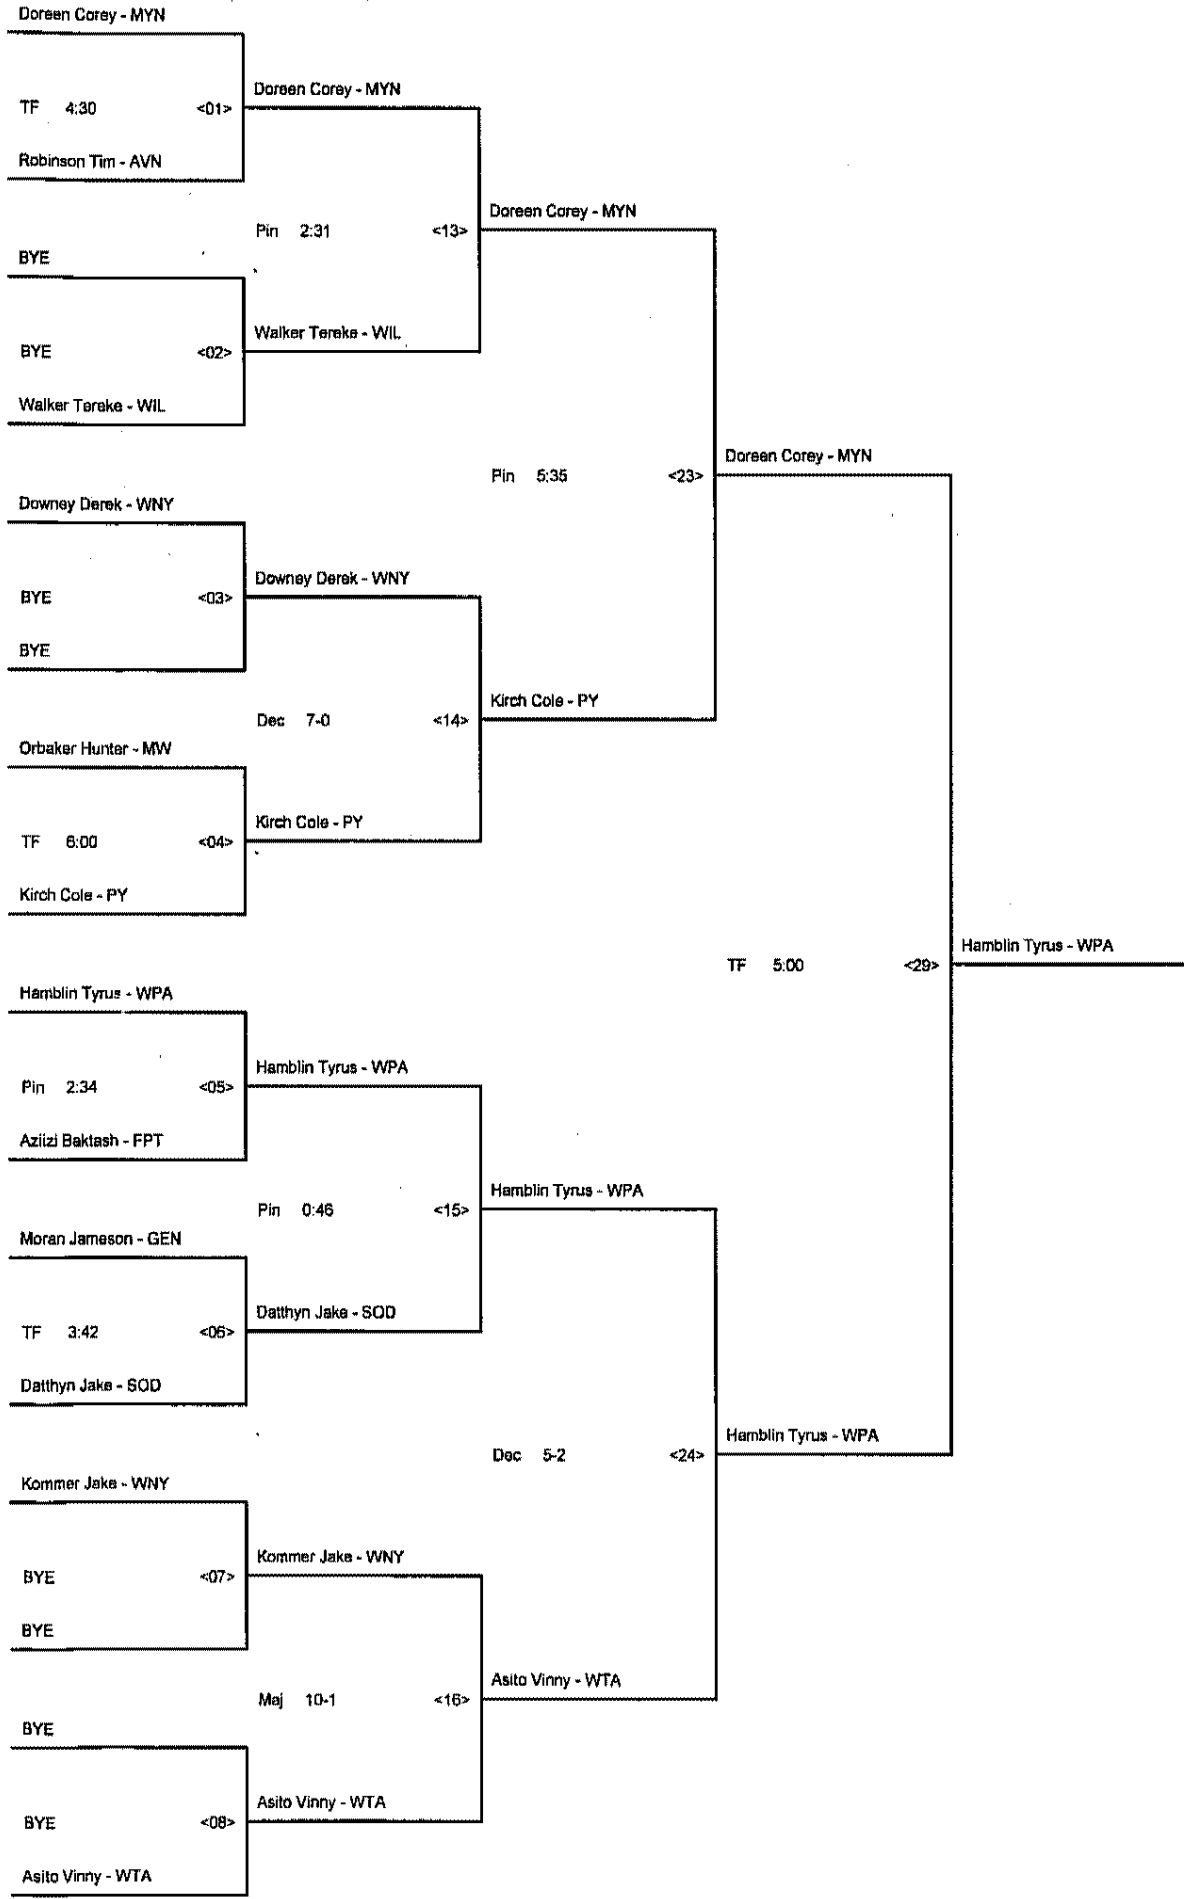 Doreen Corey - MYN
Doreen Corey - MYN
TF 4:30 <01>
Robinson Tim - AVN
Doreen Corey - MYN
Pin 2:31 <13>
BYE
Walker Tereke - WIL
BYE <02>
Walker Tereke - WIL
Doreen Corey - MYN
Pin 5:35 <23>
Downey Derek - WNY
Downey Derek - WNY
BYE <03>
BYE
Kirch Cole - PY
Dec 7-0 <14>
Orbaker Hunter - MW
Kirch Cole - PY
TF 6:00 <04>
Kirch Cole - PY
Hamblin Tyrus - WPA
TF 5:00 <29>
Hamblin Tyrus - WPA
Hamblin Tyrus - WPA
Pin 2:34 <05>
Aziizi Baktash - FPT
Hamblin Tyrus - WPA
Pin 0:46 <15>
Moran Jameson - GEN
Datthyn Jake - SOD
TF 3:42 <06>
Datthyn Jake - SOD
Hamblin Tyrus - WPA
Dec 5-2 <24>
Kommer Jake - WNY
Kommer Jake - WNY
BYE <07>
BYE
Asito Vinny - WTA
Maj 10-1 <16>
BYE
Asito Vinny - WTA
BYE <08>
Asito Vinny - WTA